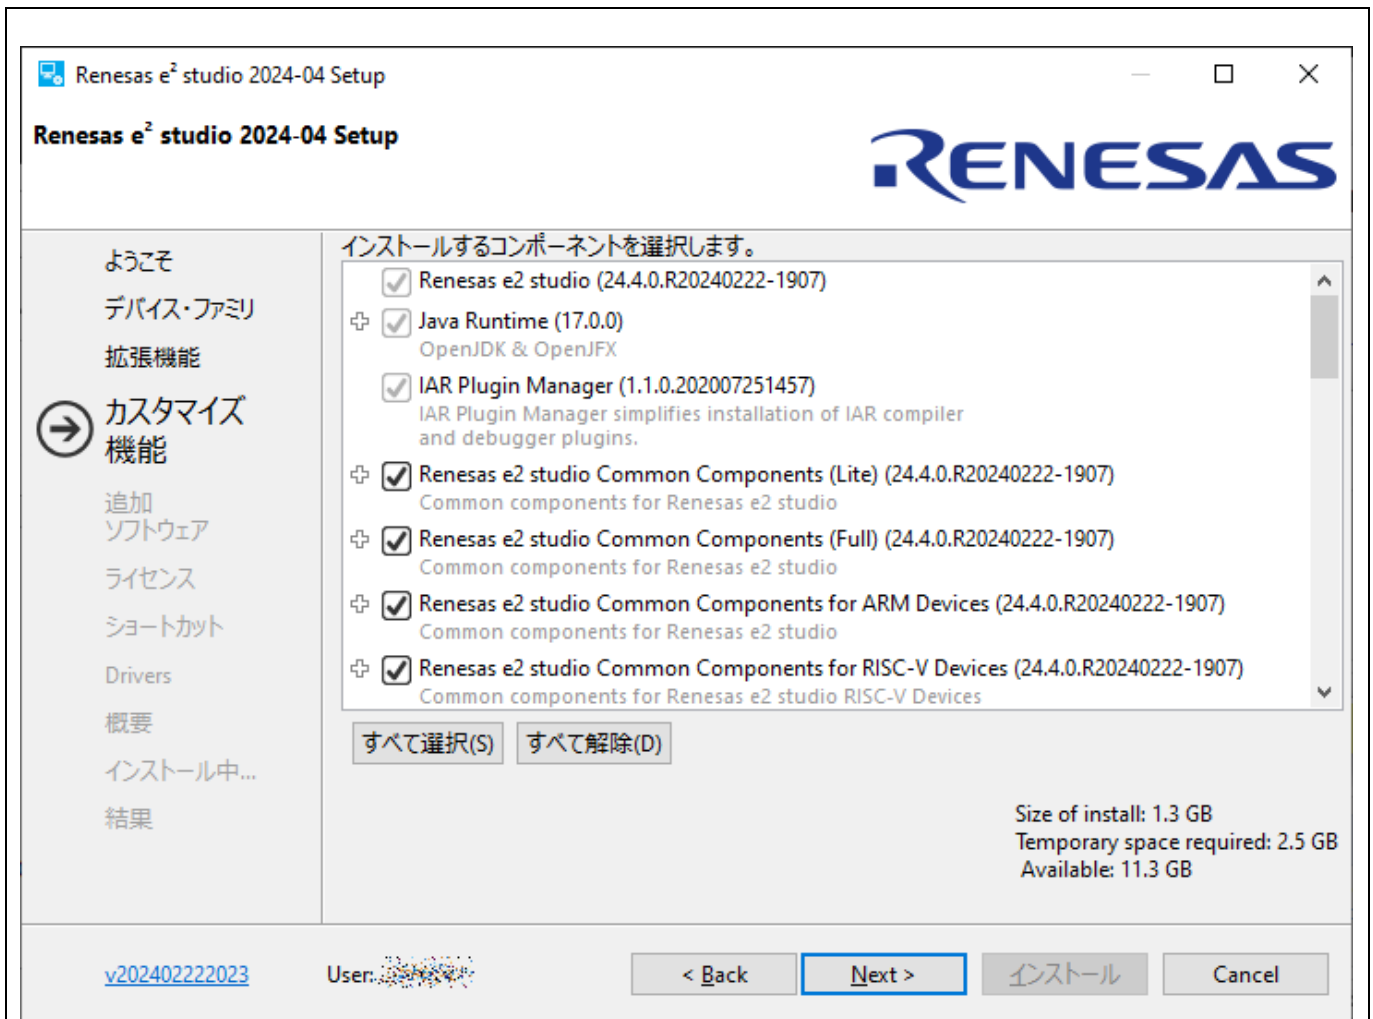 Renesas e² studio 2024-04 Setup
Renesas e² studio 2024-04 Setup
RENESAS
ようこそ
デバイス・ファミリ
拡張機能
カスタマイズ
機能
追加
ソフトウェア
ライセンス
ショートカット
Drivers
概要
インストール中...
結果
インストールするコンポーネントを選択します。
Renesas e2 studio (24.4.0.R20240222-1907)
Java Runtime (17.0.0)
OpenJDK & OpenJFX
IAR Plugin Manager (1.1.0.202007251457)
IAR Plugin Manager simplifies installation of IAR compiler
and debugger plugins.
Renesas e2 studio Common Components (Lite) (24.4.0.R20240222-1907)
Common components for Renesas e2 studio
Renesas e2 studio Common Components (Full) (24.4.0.R20240222-1907)
Common components for Renesas e2 studio
Renesas e2 studio Common Components for ARM Devices (24.4.0.R20240222-1907)
Common components for Renesas e2 studio
Renesas e2 studio Common Components for RISC-V Devices (24.4.0.R20240222-1907)
Common components for Renesas e2 studio RISC-V Devices
すべて選択(S) すべて解除(D)
Size of install: 1.3 GB
Temporary space required: 2.5 GB
Available: 11.3 GB
v202402222023 User: < Back Next > インストール Cancel